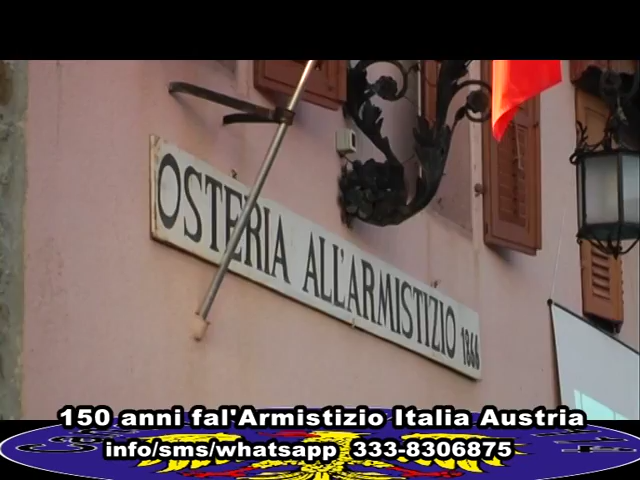 OSTERIA ALL'ARMISTIZIO 1866
150 anni fal'Armistizio Italia Austria
info/sms/whatsapp 333-8306875